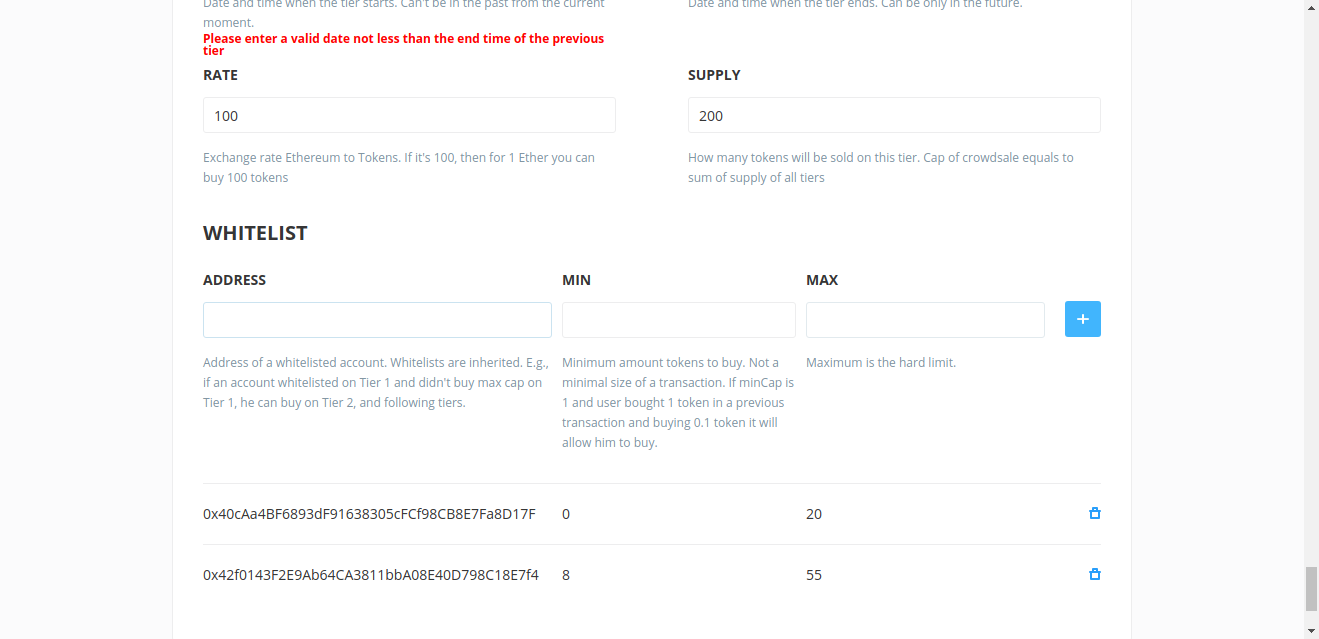 Date and time when the tier starts. Can't be in the past from the current
moment.
Date and time when the tier ends. Can be only in the future.
Please enter a valid date not less than the end time of the previous
tier
RATE
100
Exchange rate Ethereum to Tokens. If it's 100, then for 1 Ether you can
buy 100 tokens
SUPPLY
200
How many tokens will be sold on this tier. Cap of crowdsale equals to
sum of supply of all tiers
WHITELIST
ADDRESS
Address of a whitelisted account. Whitelists are inherited. E.g.,
if an account whitelisted on Tier 1 and didn't buy max cap on
Tier 1, he can buy on Tier 2, and following tiers.
MIN
Minimum amount tokens to buy. Not a
minimal size of a transaction. If minCap is
1 and user bought 1 token in a previous
transaction and buying 0.1 token it will
allow him to buy.
MAX
Maximum is the hard limit.
+
0x40cAa4BF6893dF91638305cFCf98CB8E7Fa8D17F 0 20
0x42f0143F2E9Ab64CA3811bbA08E40D798C18E7f4 8 55